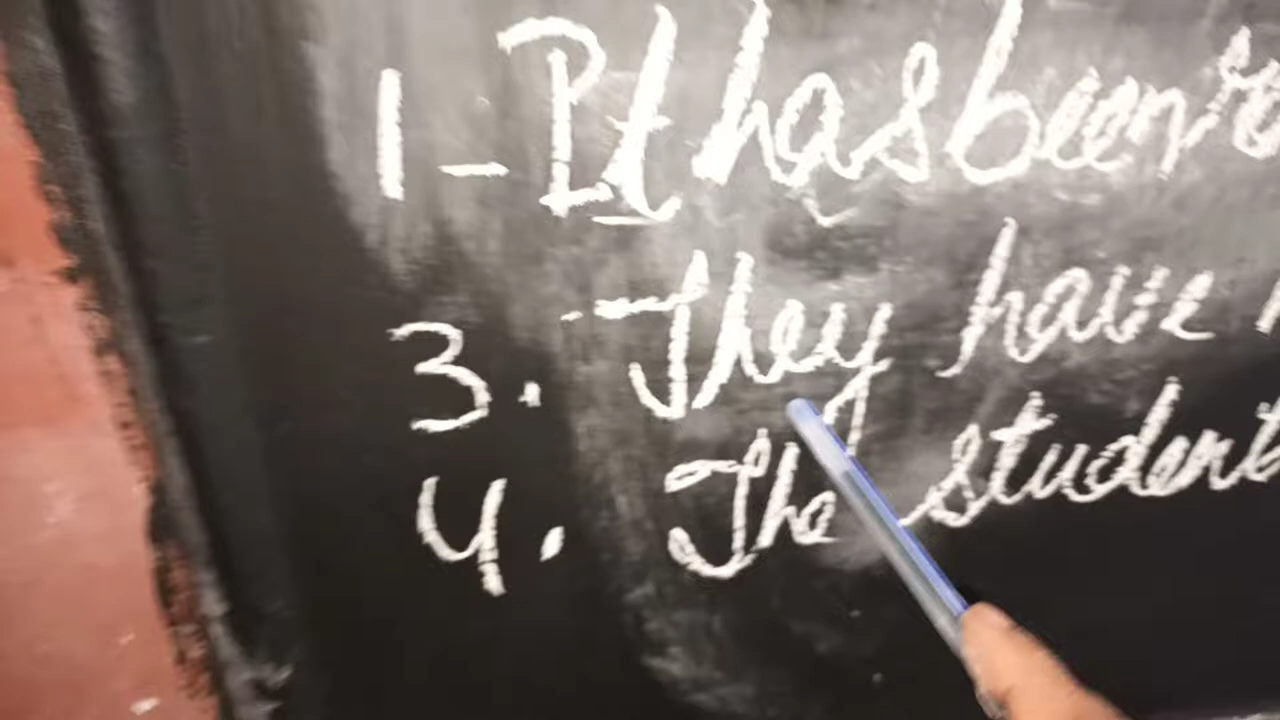 1- It has been
3. They have
4. The student